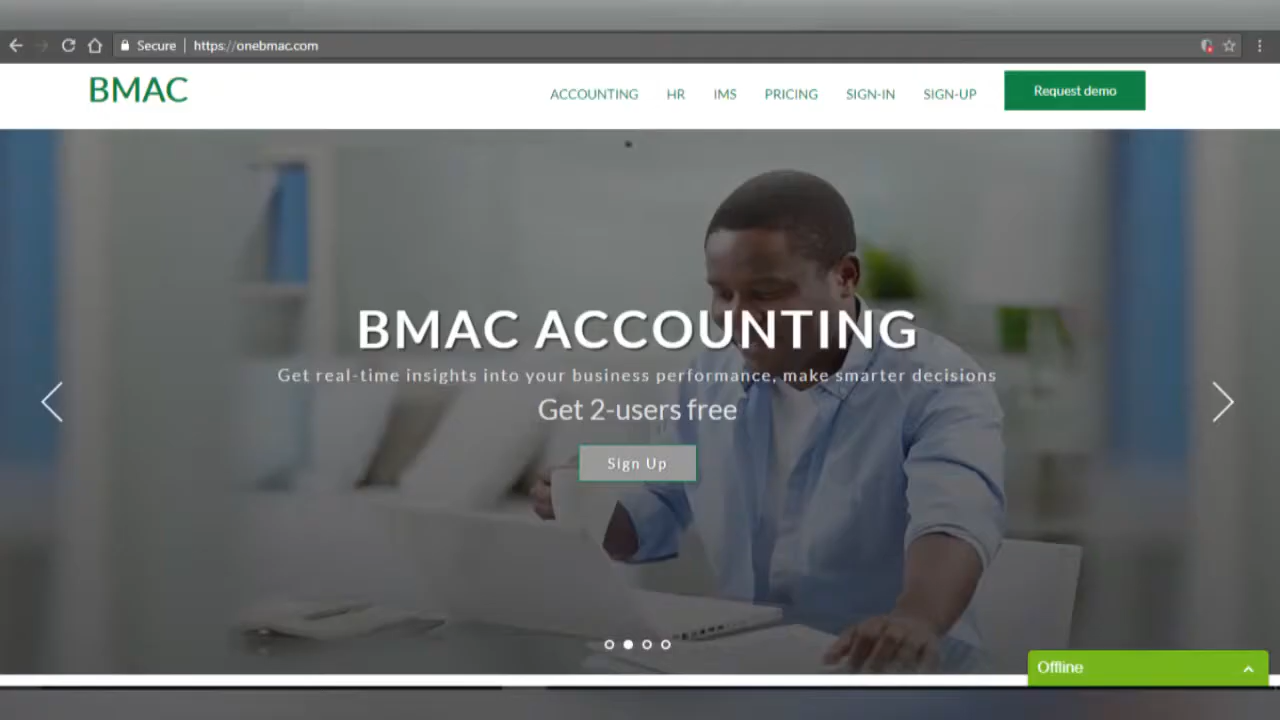 Secure | https://onebmac.com
BMAC
ACCOUNTING HR IMS PRICING SIGN-IN SIGN-UP Request demo
BMAC ACCOUNTING
Get real-time insights into your business performance, make smarter decisions
Get 2-users free
Sign Up
Offline